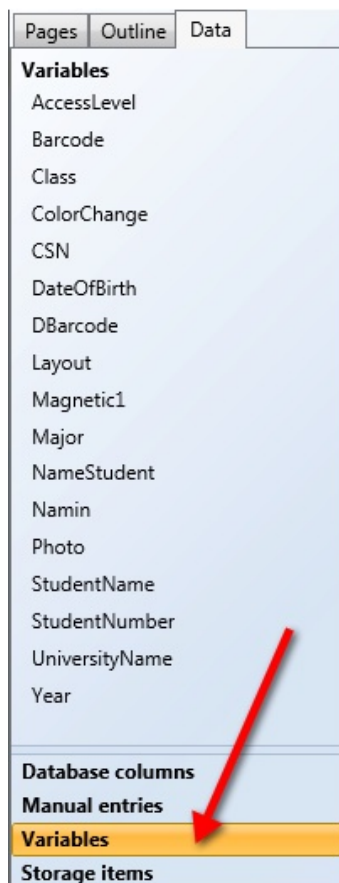 Pages Outline Data
Variables
AccessLevel
Barcode
Class
ColorChange
CSN
DateOfBirth
DBarcode
Layout
Magnetic1
Major
NameStudent
Namin
Photo
StudentName
StudentNumber
UniversityName
Year
Database columns
Manual entries
Variables
Storage items